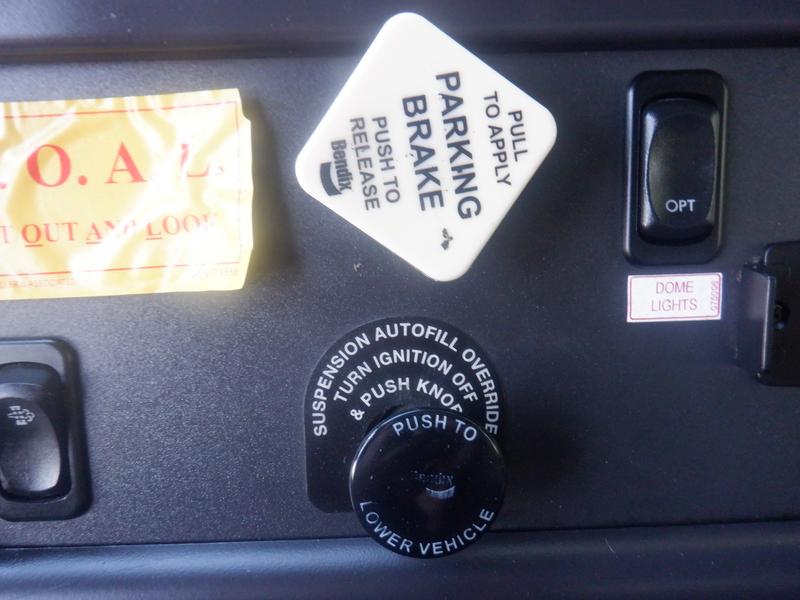 . O. A. L.
T OUT AND LOOK
PULL
TO APPLY
PARKING
BRAKE
PUSH TO
RELEASE
Bendix
OPT
DOME
LIGHTS
SUSPENSION AUTOFILL OVERRIDE
TURN IGNITION OFF
& PUSH KNOB
PUSH TO
Bendix
LOWER VEHICLE